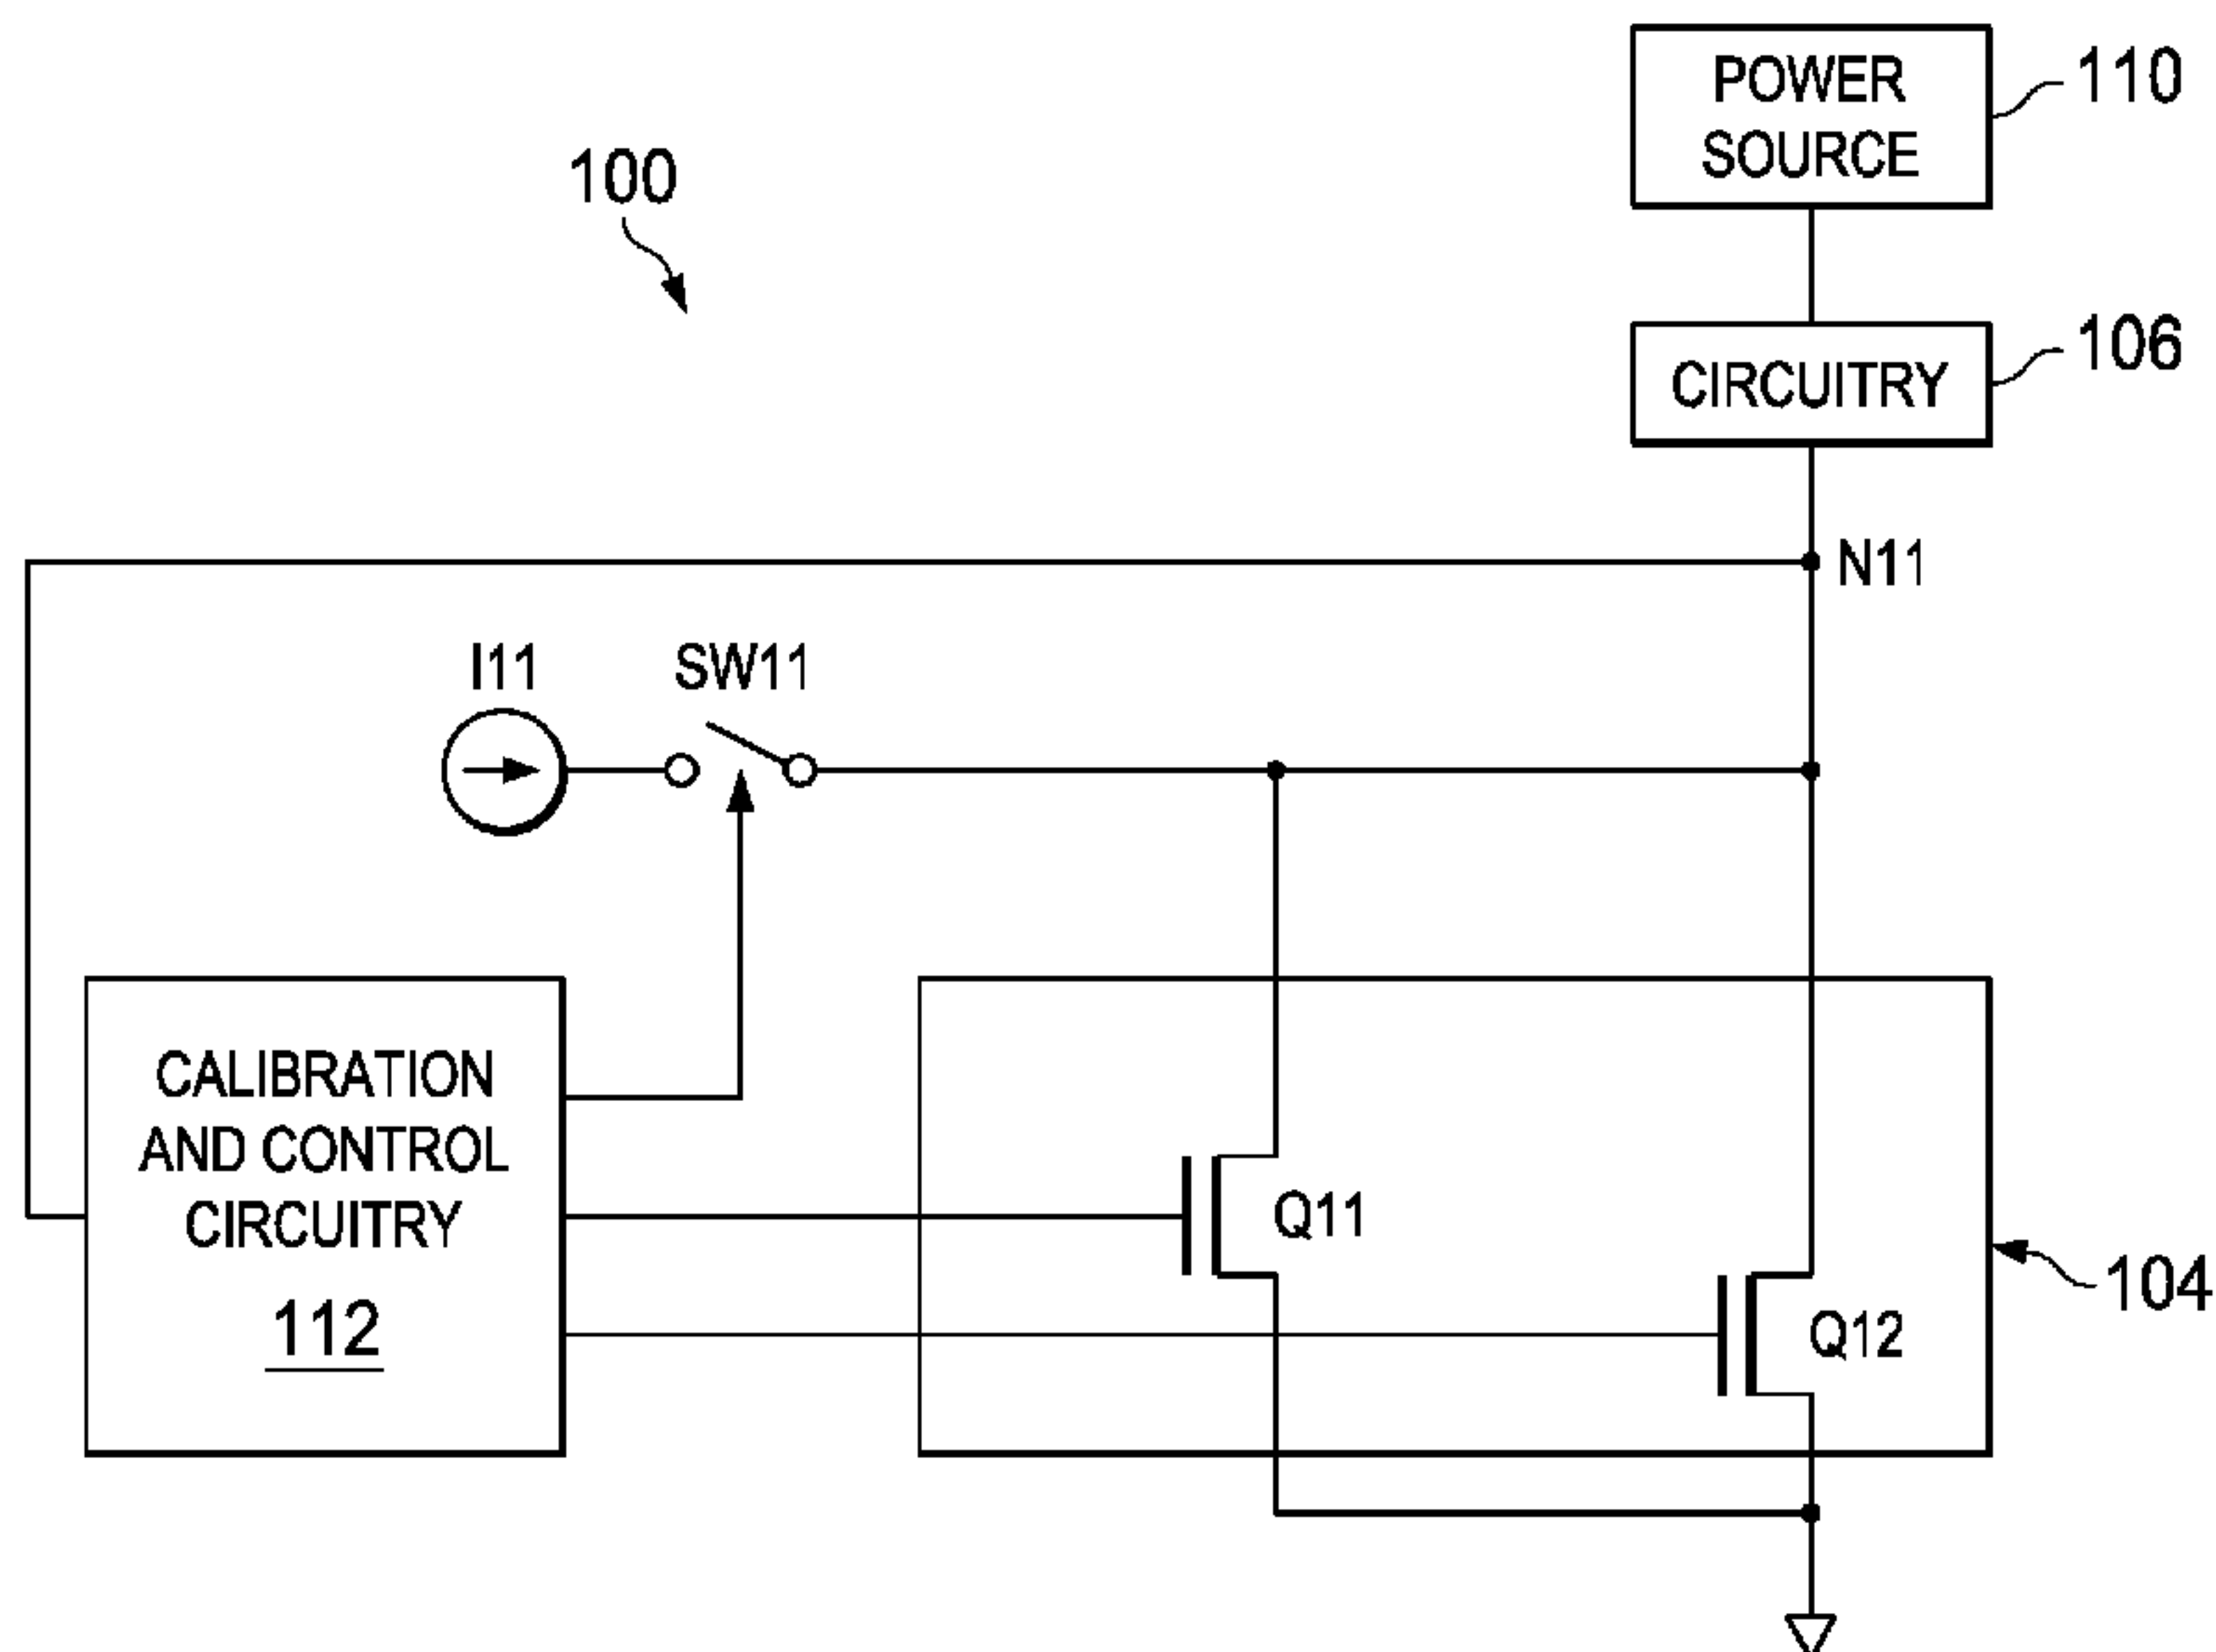 POWER
SOURCE
110
100
CIRCUITRY
106
N11
I11
SW11
CALIBRATION
AND CONTROL
CIRCUITRY
112
Q11
Q12
104